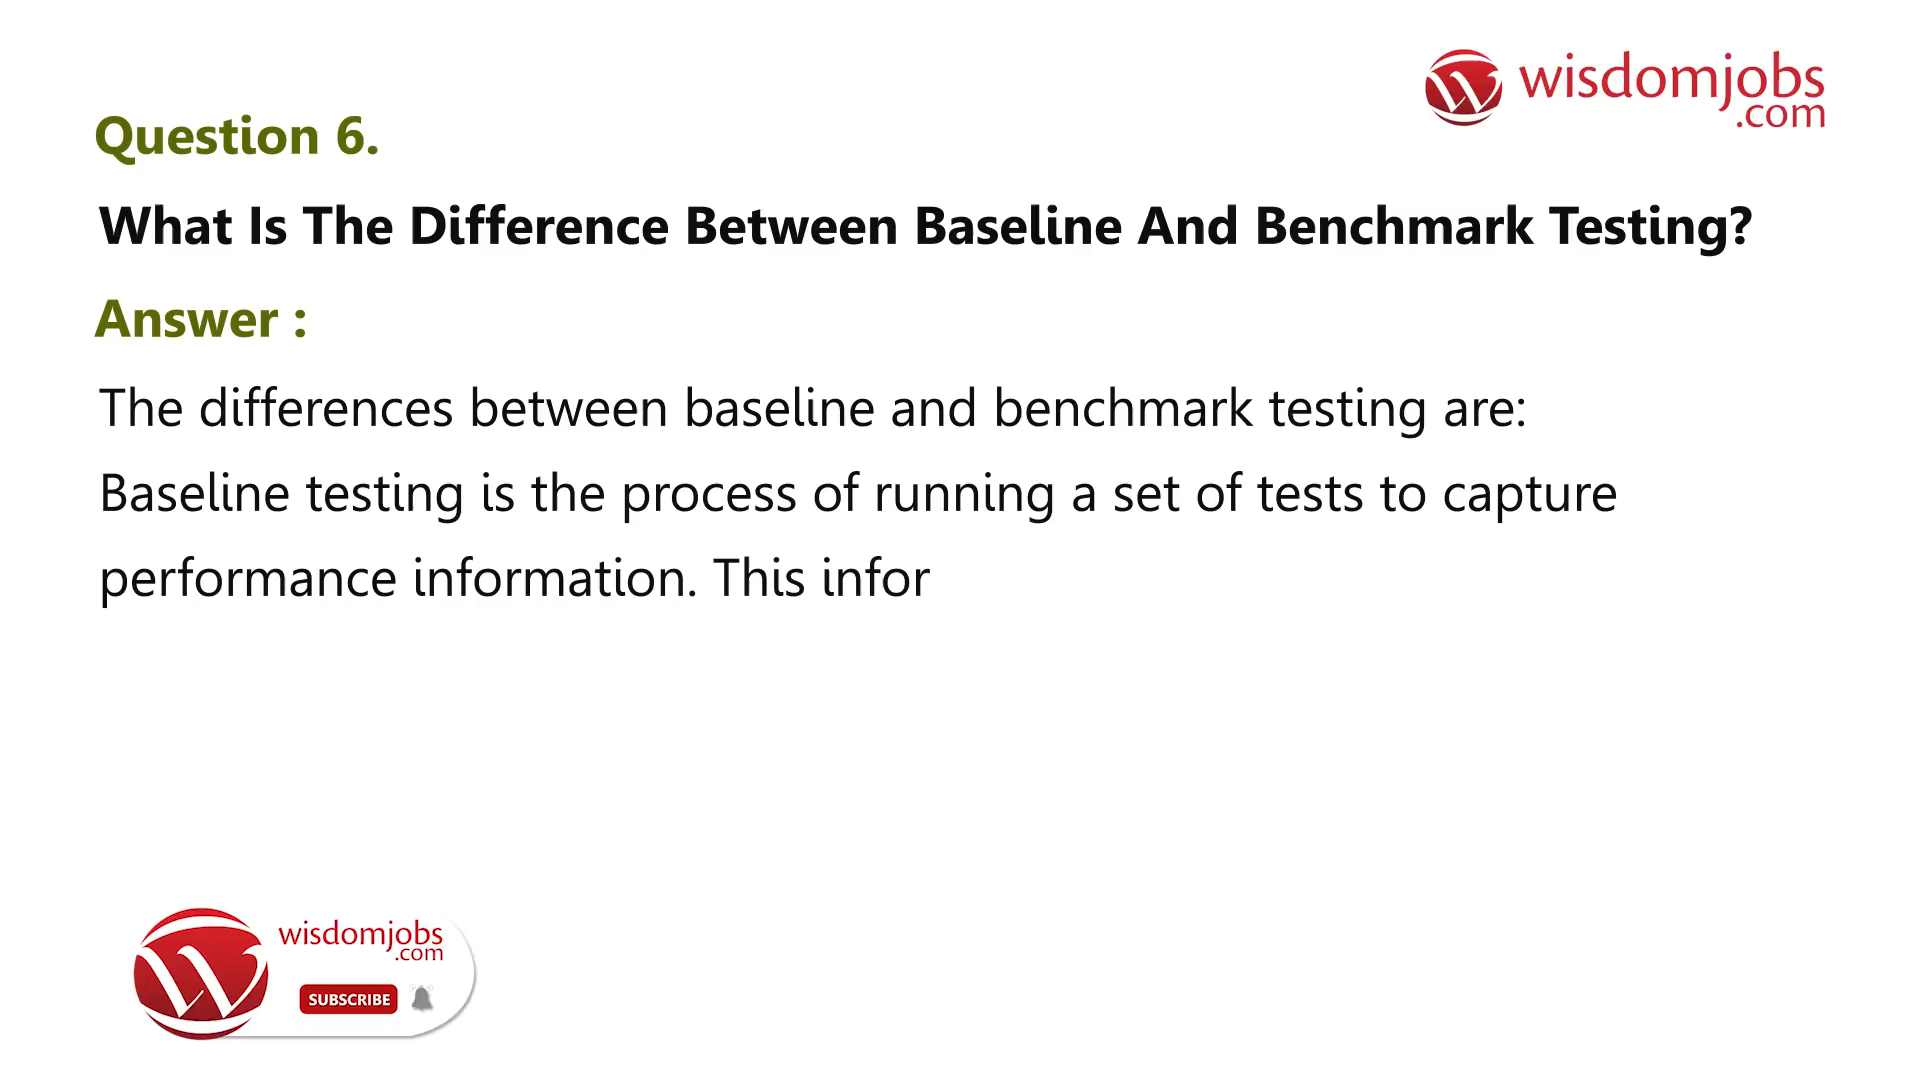 wisdomjobs
.com
Question 6.
What Is The Difference Between Baseline And Benchmark Testing?
Answer :
The differences between baseline and benchmark testing are:
Baseline testing is the process of running a set of tests to capture
performance information. This infor
wisdomjobs
.com
SUBSCRIBE